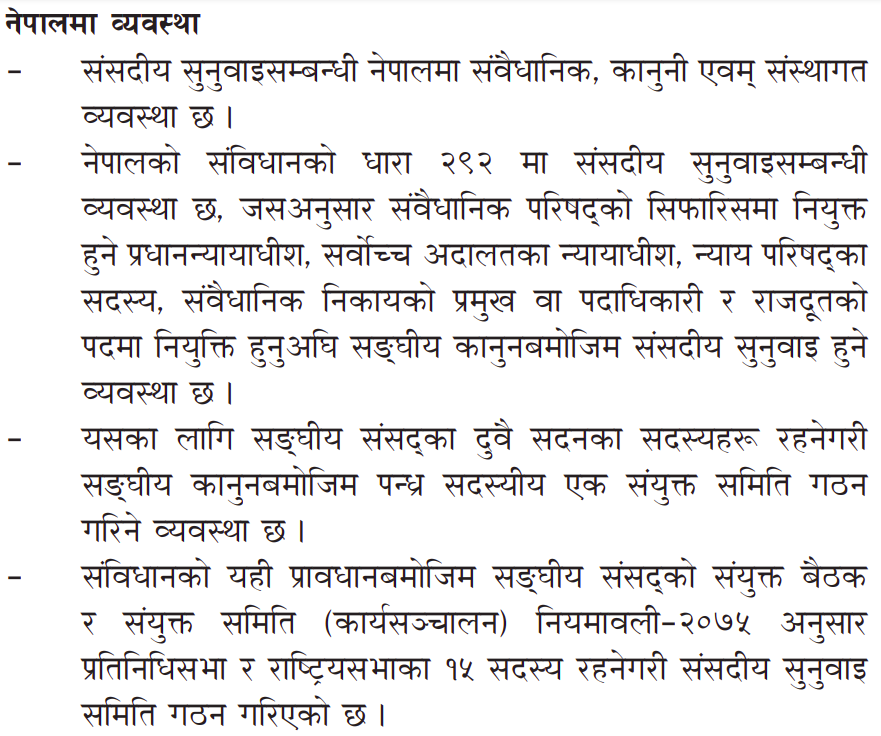 नेपालमा व्यवस्था
– संसदीय सुनुवाइसम्बन्धी नेपालमा संवैधानिक, कानुनी एवम् संस्थागत
व्यवस्था छ ।
– नेपालको संविधानको धारा २९२ मा संसदीय सुनुवाइसम्बन्धी
व्यवस्था छ, जसअनुसार संवैधानिक परिषद्को सिफारिसमा नियुक्त
हुने प्रधानन्यायाधीश, सर्वोच्च अदालतका न्यायाधीश, न्याय परिषद्का
सदस्य, संवैधानिक निकायको प्रमुख वा पदाधिकारी र राजदूतको
पदमा नियुक्ति हुनुअघि सङ्घीय कानुनबमोजिम संसदीय सुनुवाइ हुने
व्यवस्था छ ।
– यसका लागि सङ्घीय संसद्का दुवै सदनका सदस्यहरू रहनेगरी
सङ्घीय कानुनबमोजिम पन्ध्र सदस्यीय एक संयुक्त समिति गठन
गरिने व्यवस्था छ ।
– संविधानको यही प्रावधानबमोजिम सङ्घीय संसद्को संयुक्त बैठक
र संयुक्त समिति (कार्यसञ्चालन) नियमावली–२०७५ अनुसार
प्रतिनिधिसभा र राष्ट्रियसभाका १५ सदस्य रहनेगरी संसदीय सुनुवाइ
समिति गठन गरिएको छ ।